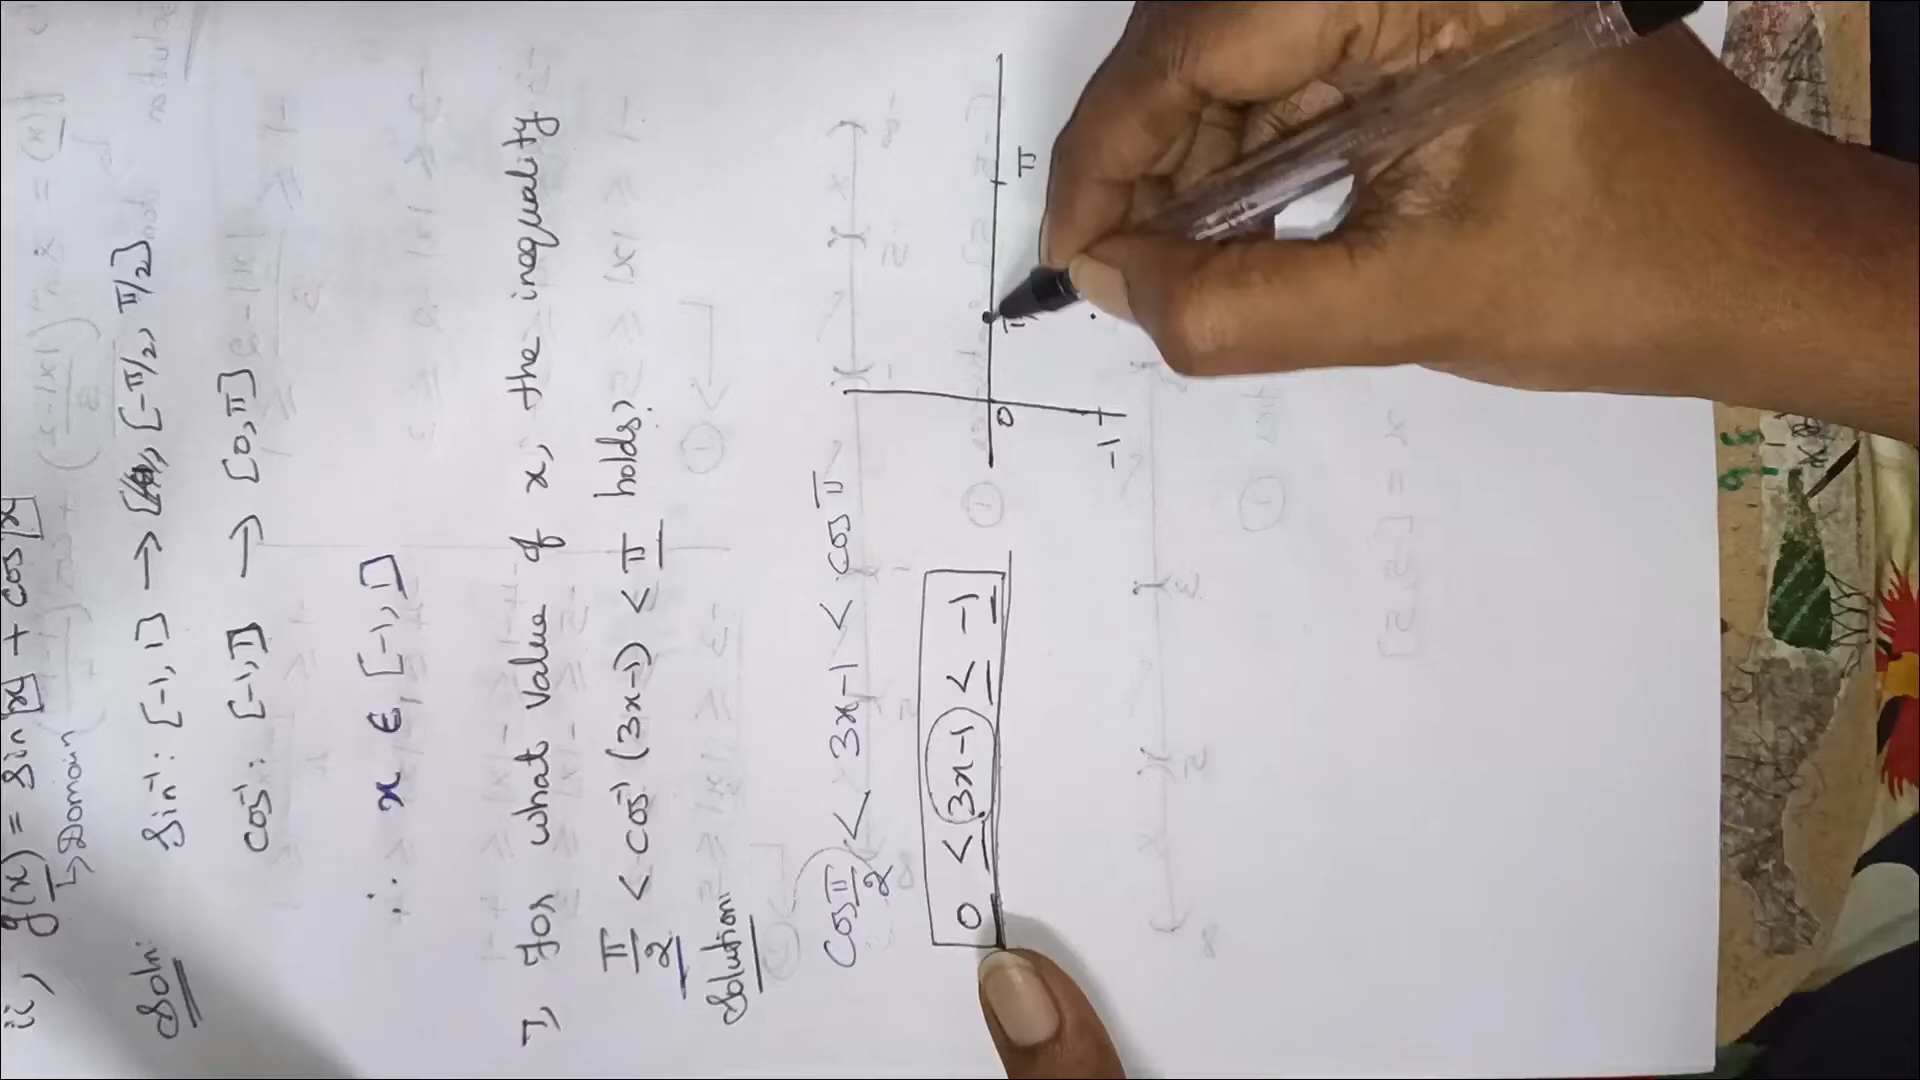 ii, g(x) = sin⁻¹x + cos⁻¹x
↳Domain
Soln:
Sin⁻¹: [-1, 1] → [-π/2, π/2]
cos⁻¹: [-1, 1] → [0, π]
∴ x ∈ [-1, 1]
7, For what value of x, the inequality
π/2 < cos⁻¹ (3x-1) < π holds?
Solution:
cos π/2 < 3x-1 < cos π
0 < 3x-1 < -1
0
π
-1